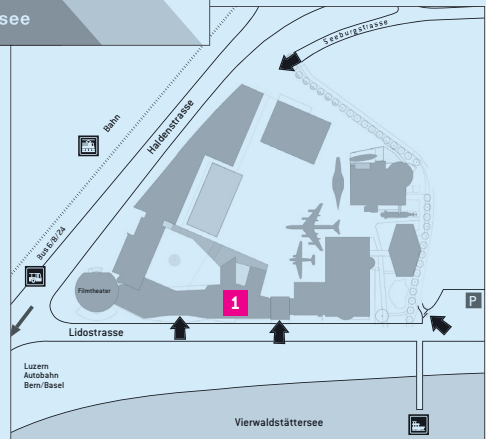 see
Seeburgstrasse
Haldenstrasse
Bahn
Bus 6/8/24
Filmtheater
1
P
Lidostrasse
Luzern
Autobahn
Bern/Basel
Vierwaldstättersee